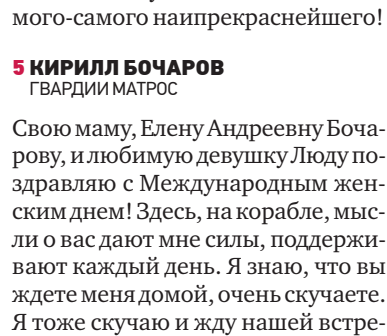 мого-самого наипрекраснейшего!
5 КИРИЛЛ БОЧАРОВ
ГВАРДИИ МАТРОС
Свою маму, Елену Андреевну Боча-
рову, и любимую девушку Люду по-
здравляю с Международным жен-
ским днем! Здесь, на корабле, мыс-
ли о вас дают мне силы, поддержи-
вают каждый день. Я знаю, что вы
ждете меня домой, очень скучаете.
Я тоже скучаю и жду нашей встре-